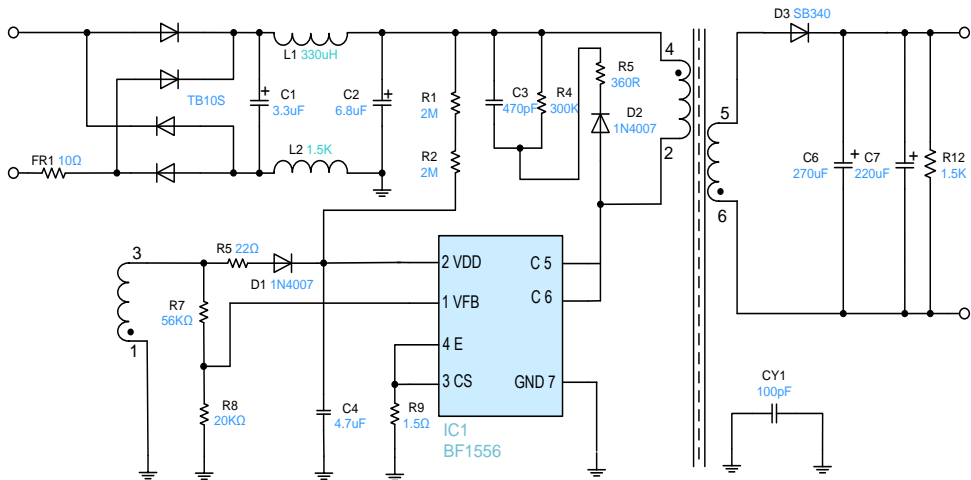 D3 SB340
L1 330uH
4
R5
360R
TB10S
C1
3.3uF
C2
6.8uF
R1
2M
C3
470pF
R4
300K
D2
1N4007
5
FR1 10Ω
L2 1.5K
R2
2M
2
C6
270uF
C7
220uF
R12
1.5K
6
3
R5 22Ω
D1 1N4007
2 VDD
C 5
1 VFB
C 6
R7
56KΩ
1
4 E
3 CS
GND 7
R8
20KΩ
C4
4.7uF
R9
1.5Ω
IC1
BF1556
CY1
100pF